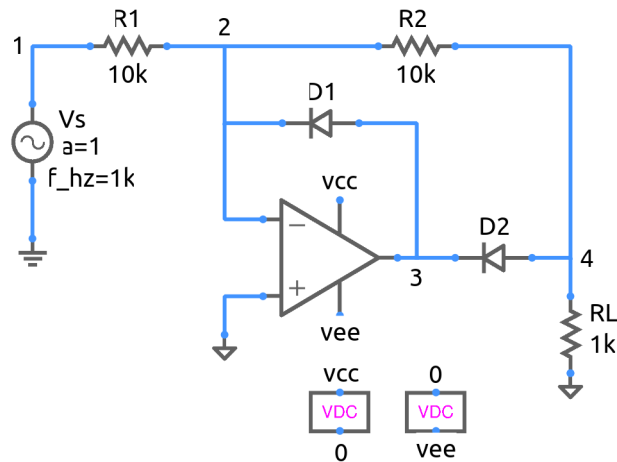 1
R1
10k
2
R2
10k
Vs
a=1
f_hz=1k
D1
vcc
−
+
vee
3
D2
4
RL
1k
vcc
VDC
0
0
VDC
vee